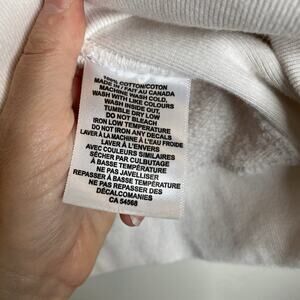 100% COTTON/COTON
MADE IN / FAIT AU CANADA
MACHINE WASH COLD,
WASH WITH LIKE COLOURS
WASH INSIDE OUT,
TUMBLE DRY LOW
DO NOT BLEACH
IRON LOW TEMPERATURE
DO NOT IRON ANY DECALS
LAVER À LA MACHINE À L'EAU FROIDE
LAVER À L'ENVERS
AVEC COULEURS SIMILAIRES
SÉCHER PAR CULBUTAGE
À BASSE TEMPÉRATURE
NE PAS JAVELLISER
REPASSER À BASSE TEMPÉRATURE
NE PAS REPASSER DES
DÉCALCOMANIES
CA 54568